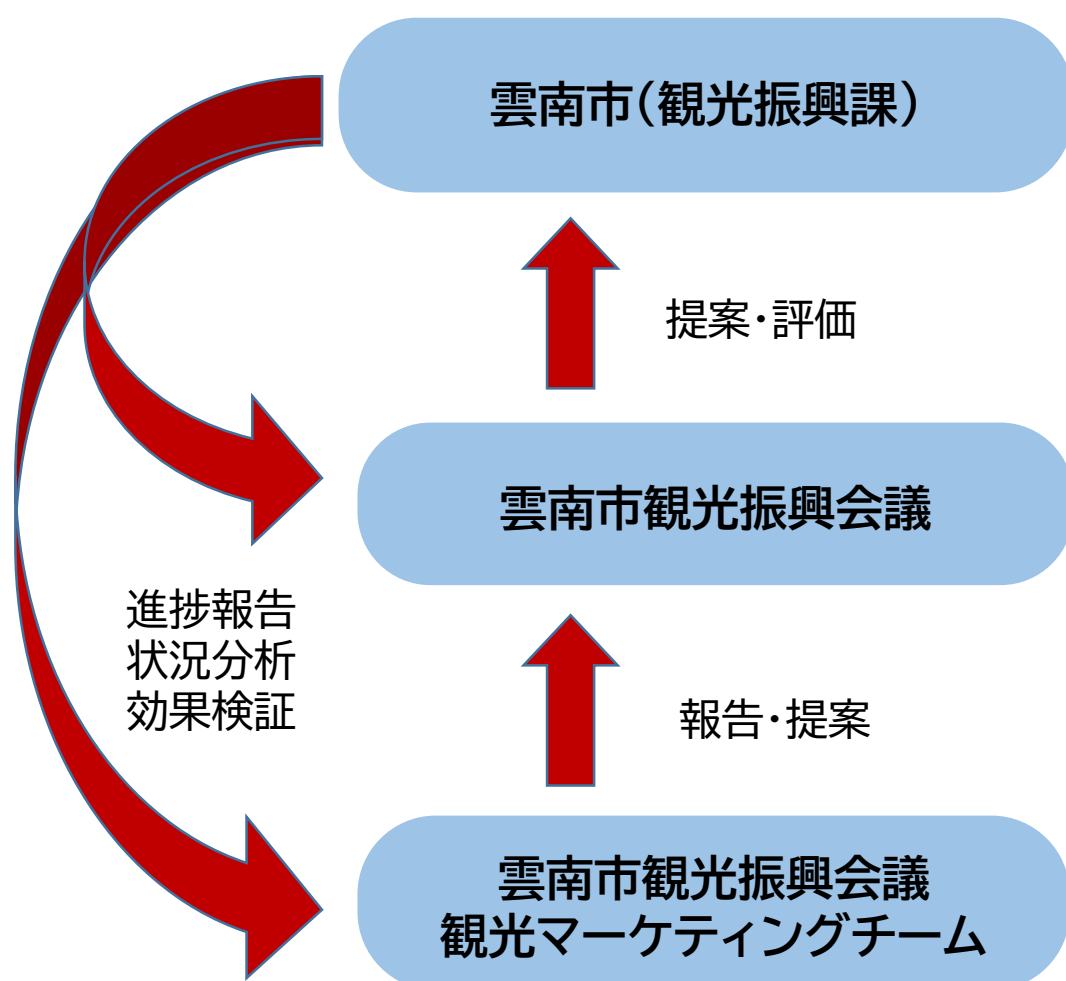 雲南市(観光振興課)
提案・評価
雲南市観光振興会議
進捗報告
状況分析
効果検証
報告・提案
雲南市観光振興会議
観光マーケティングチーム